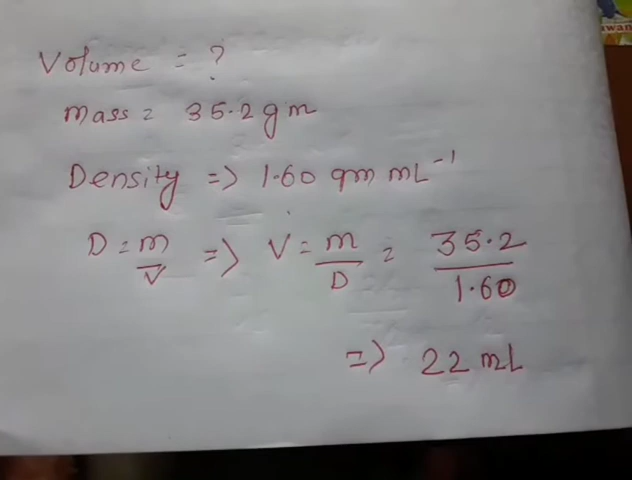 Volume = ?
mass = 35.2 gm
Density => 1.60 gm mL⁻¹
D = m/V => V = m/D = 35.2/1.60
=> 22 mL